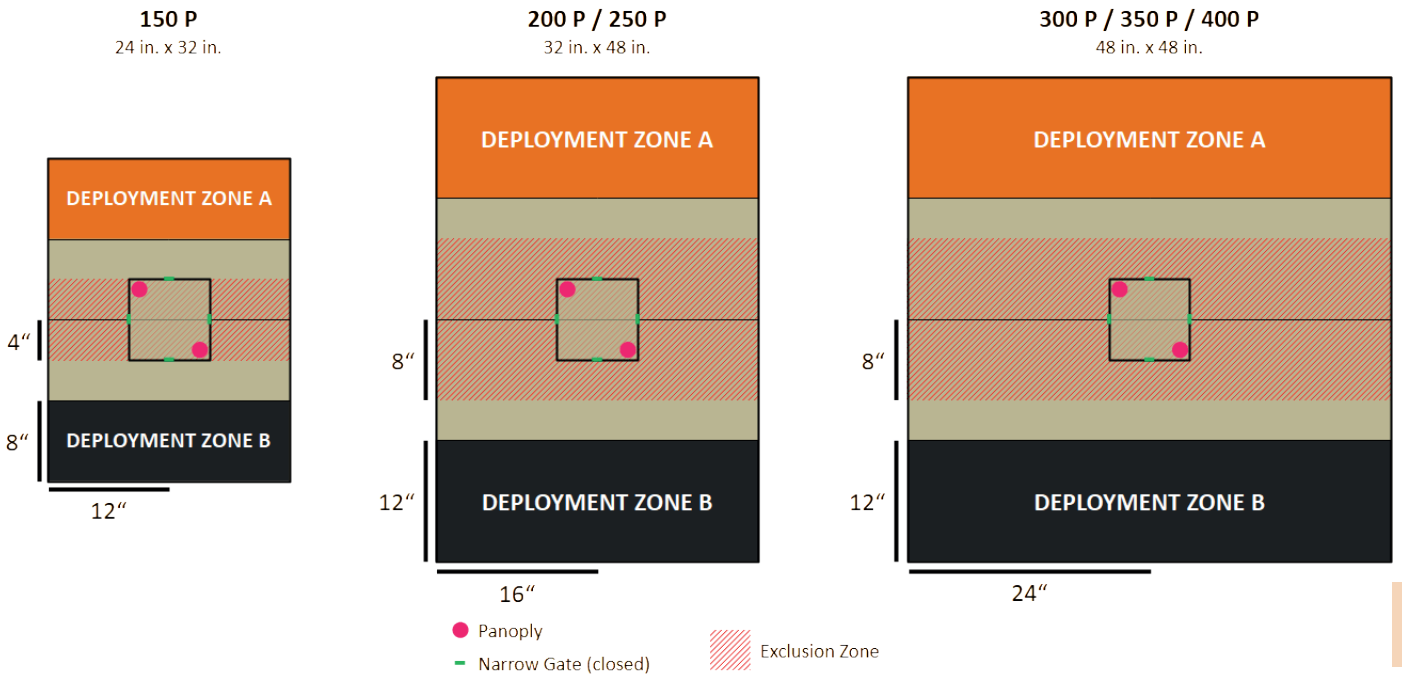 150 P
24 in. x 32 in.
DEPLOYMENT ZONE A
4“
8“
DEPLOYMENT ZONE B
12“
200 P / 250 P
32 in. x 48 in.
DEPLOYMENT ZONE A
8“
12“
DEPLOYMENT ZONE B
16“
300 P / 350 P / 400 P
48 in. x 48 in.
DEPLOYMENT ZONE A
8“
12“
DEPLOYMENT ZONE B
24“
Panoply
Narrow Gate (closed)
Exclusion Zone